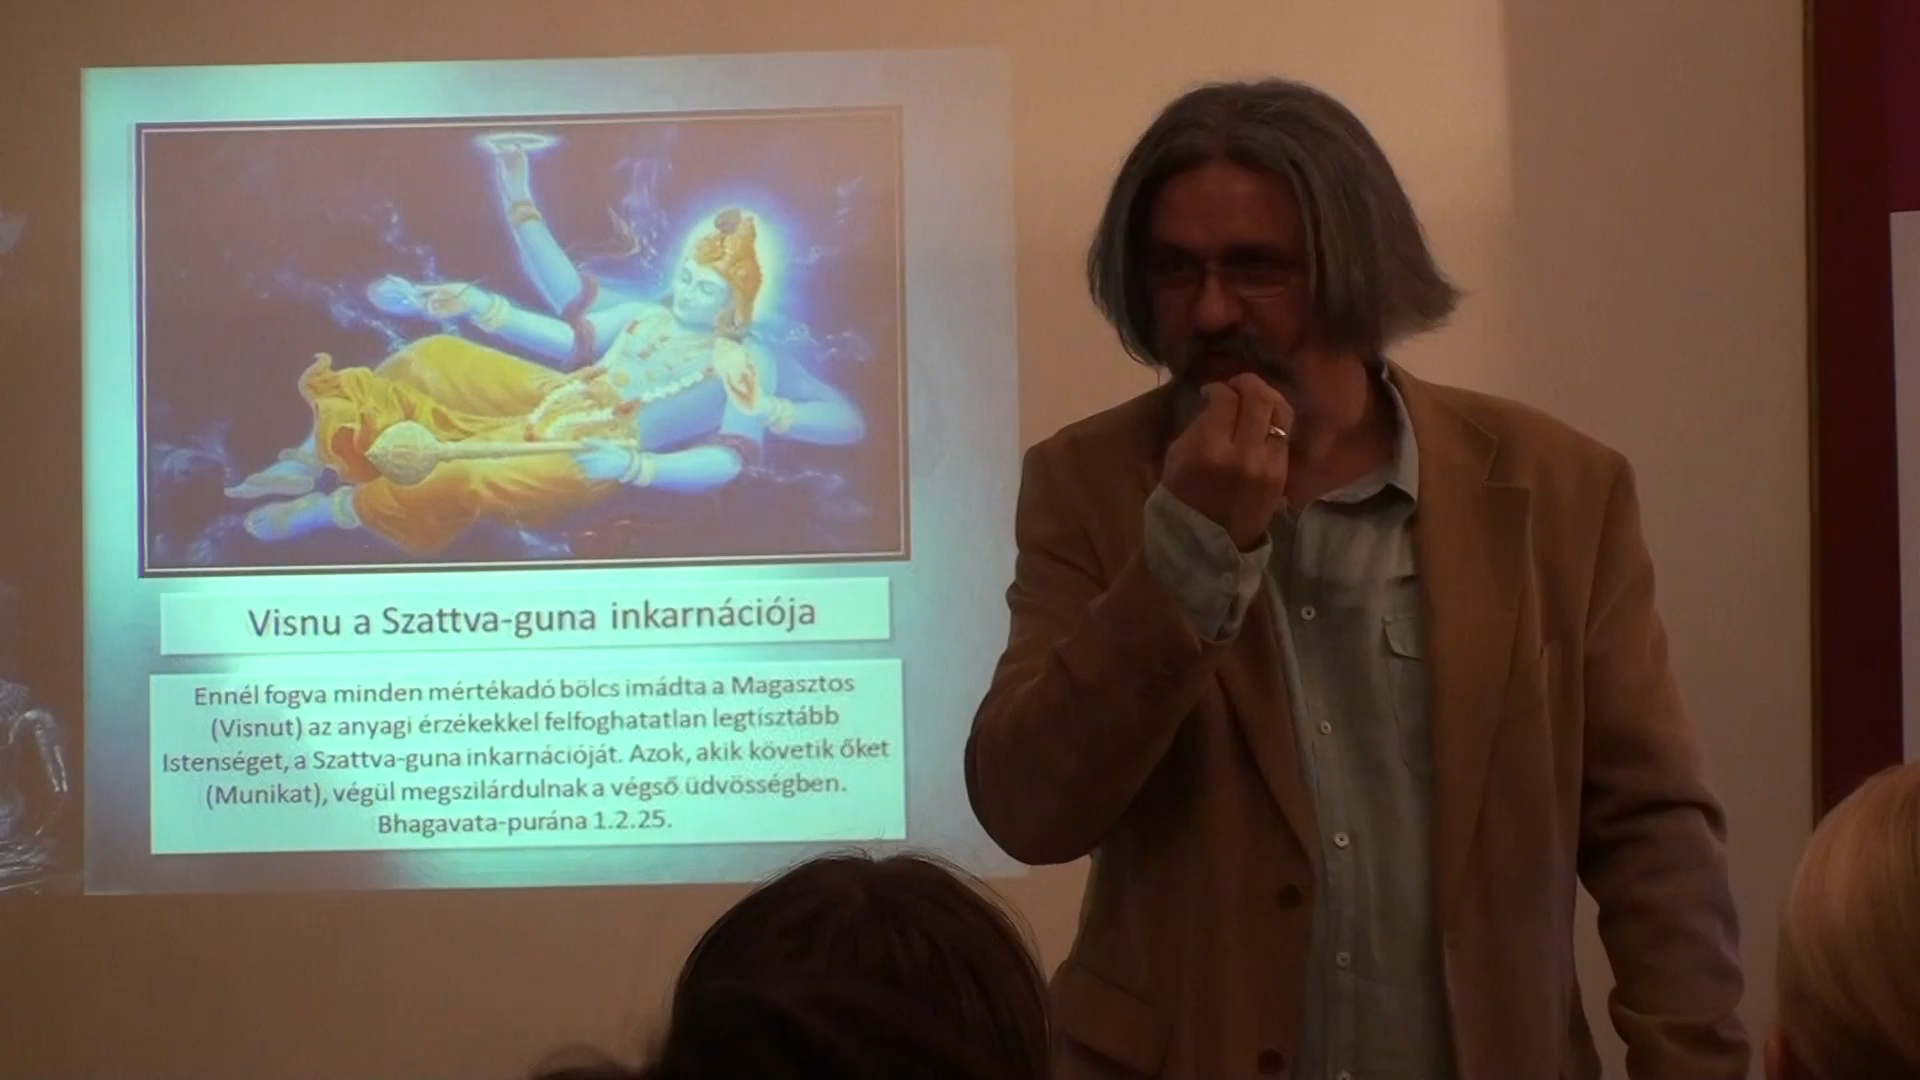 Visnu a Szattva-guna inkarnációja
Ennél fogva minden mértékadó bölcs imádta a Magasztos
(Visnut) az anyagi érzékekkel felfoghatatlan legtisztább
Istenséget, a Szattva-guna inkarnációját. Azok, akik követik őket
(Munikat), végül megszilárdulnak a végső üdvösségben.
Bhagavata-purána 1.2.25.